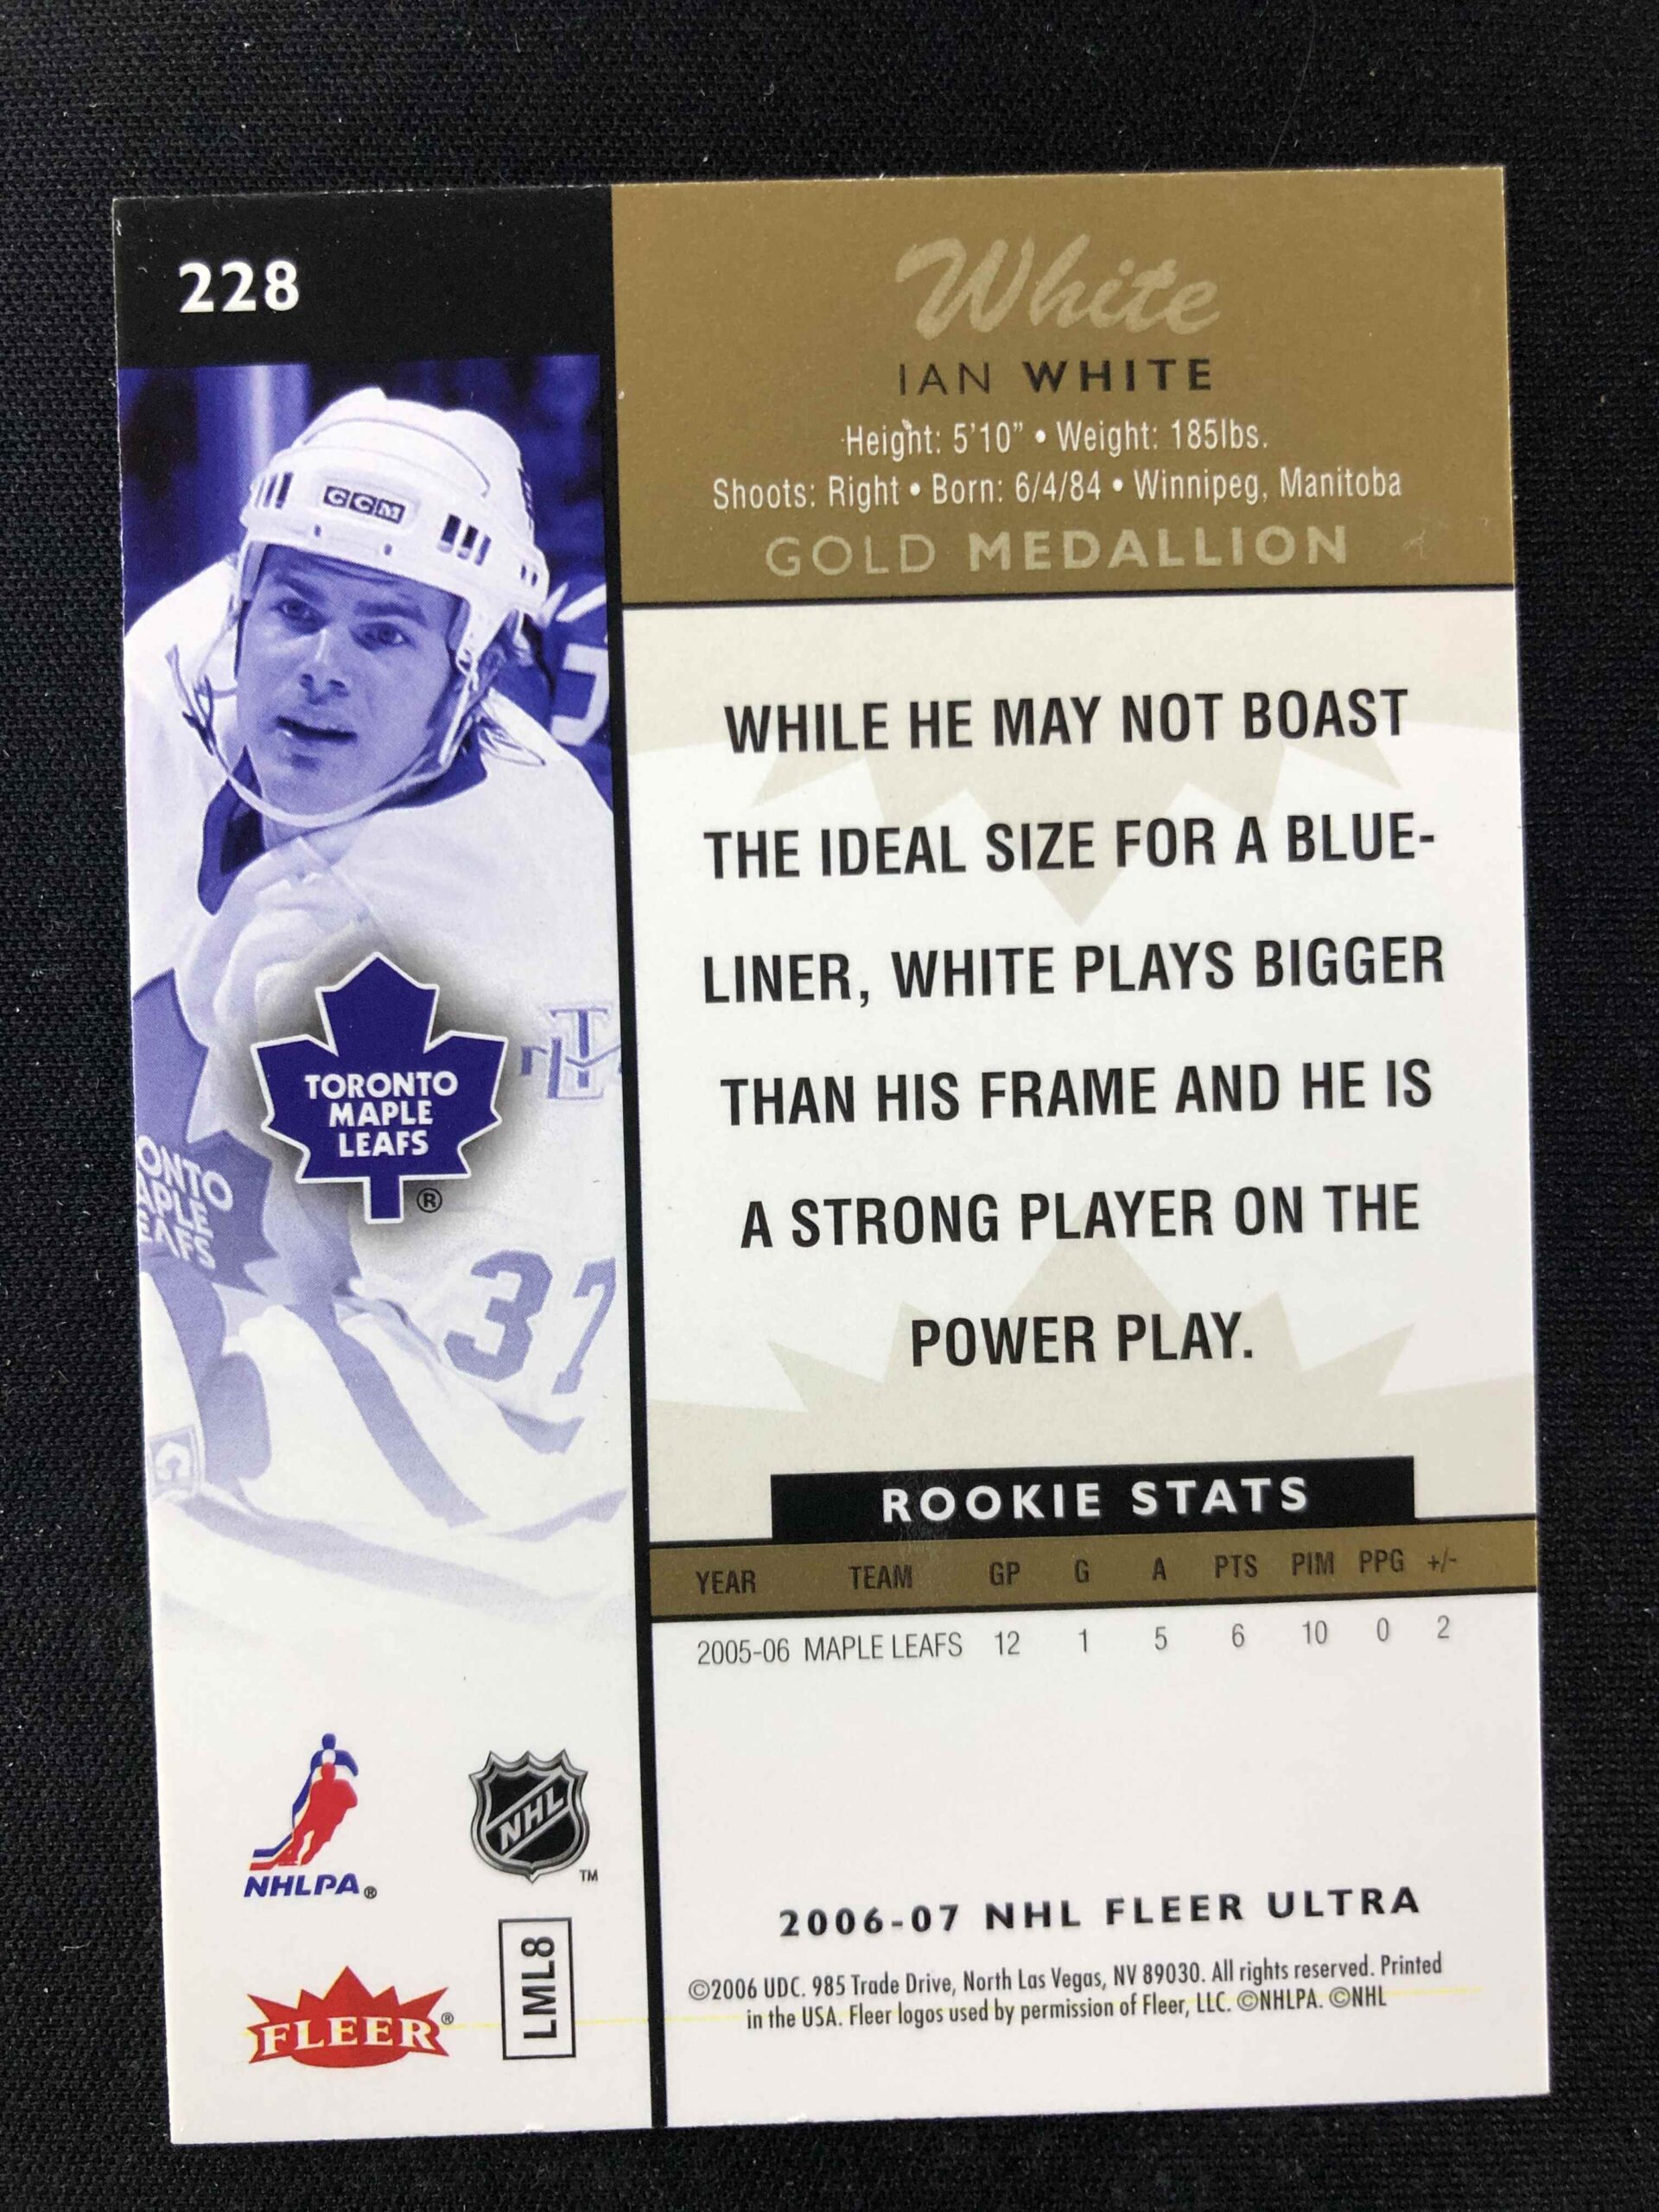 228
White
IAN WHITE
Height: 5'10" • Weight: 185lbs.
Shoots: Right • Born: 6/4/84 • Winnipeg, Manitoba
GOLD MEDALLION
CCM
WHILE HE MAY NOT BOAST
THE IDEAL SIZE FOR A BLUE-
LINER, WHITE PLAYS BIGGER
THAN HIS FRAME AND HE IS
A STRONG PLAYER ON THE
POWER PLAY.
TORONTO
MAPLE
LEAFS
®
TML
ONTO
APLE
EAFS
37
C
ROOKIE STATS
YEAR TEAM GP G A PTS PIM PPG +/-
2005-06 MAPLE LEAFS 12 1 5 6 10 0 2
NHLPA®
NHL
TM
2006-07 NHL FLEER ULTRA
©2006 UDC. 985 Trade Drive, North Las Vegas, NV 89030. All rights reserved. Printed
in the USA. Fleer logos used by permission of Fleer, LLC. ©NHLPA. ©NHL
FLEER®
LML8